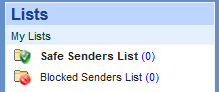 Lists
My Lists
Safe Senders List (0)
Blocked Senders List (0)